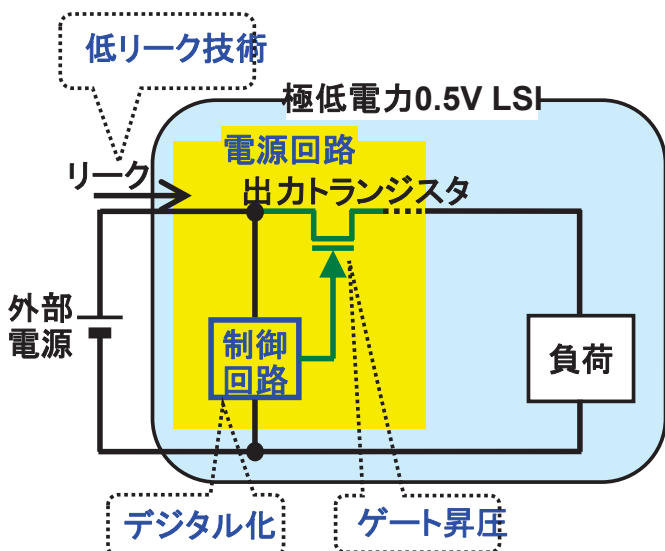 低リーク技術
極低電力0.5V LSI
電源回路
リーク
出力トランジスタ
外部
電源
制御
回路
負荷
デジタル化
ゲート昇圧